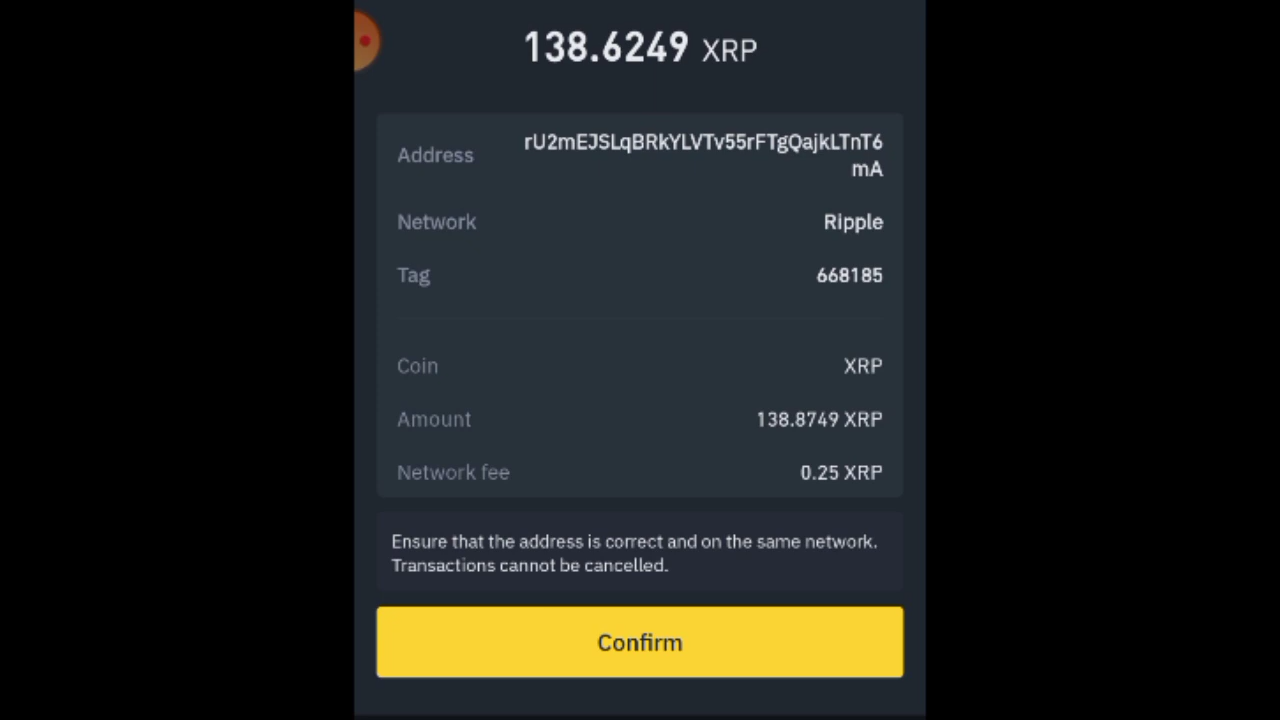 138.6249 XRP
Address
rU2mEJSLqBRkYLVTv55rFTgQajkLTnT6
mA
Network Ripple
Tag 668185
Coin XRP
Amount 138.8749 XRP
Network fee 0.25 XRP
Ensure that the address is correct and on the same network.
Transactions cannot be cancelled.
Confirm